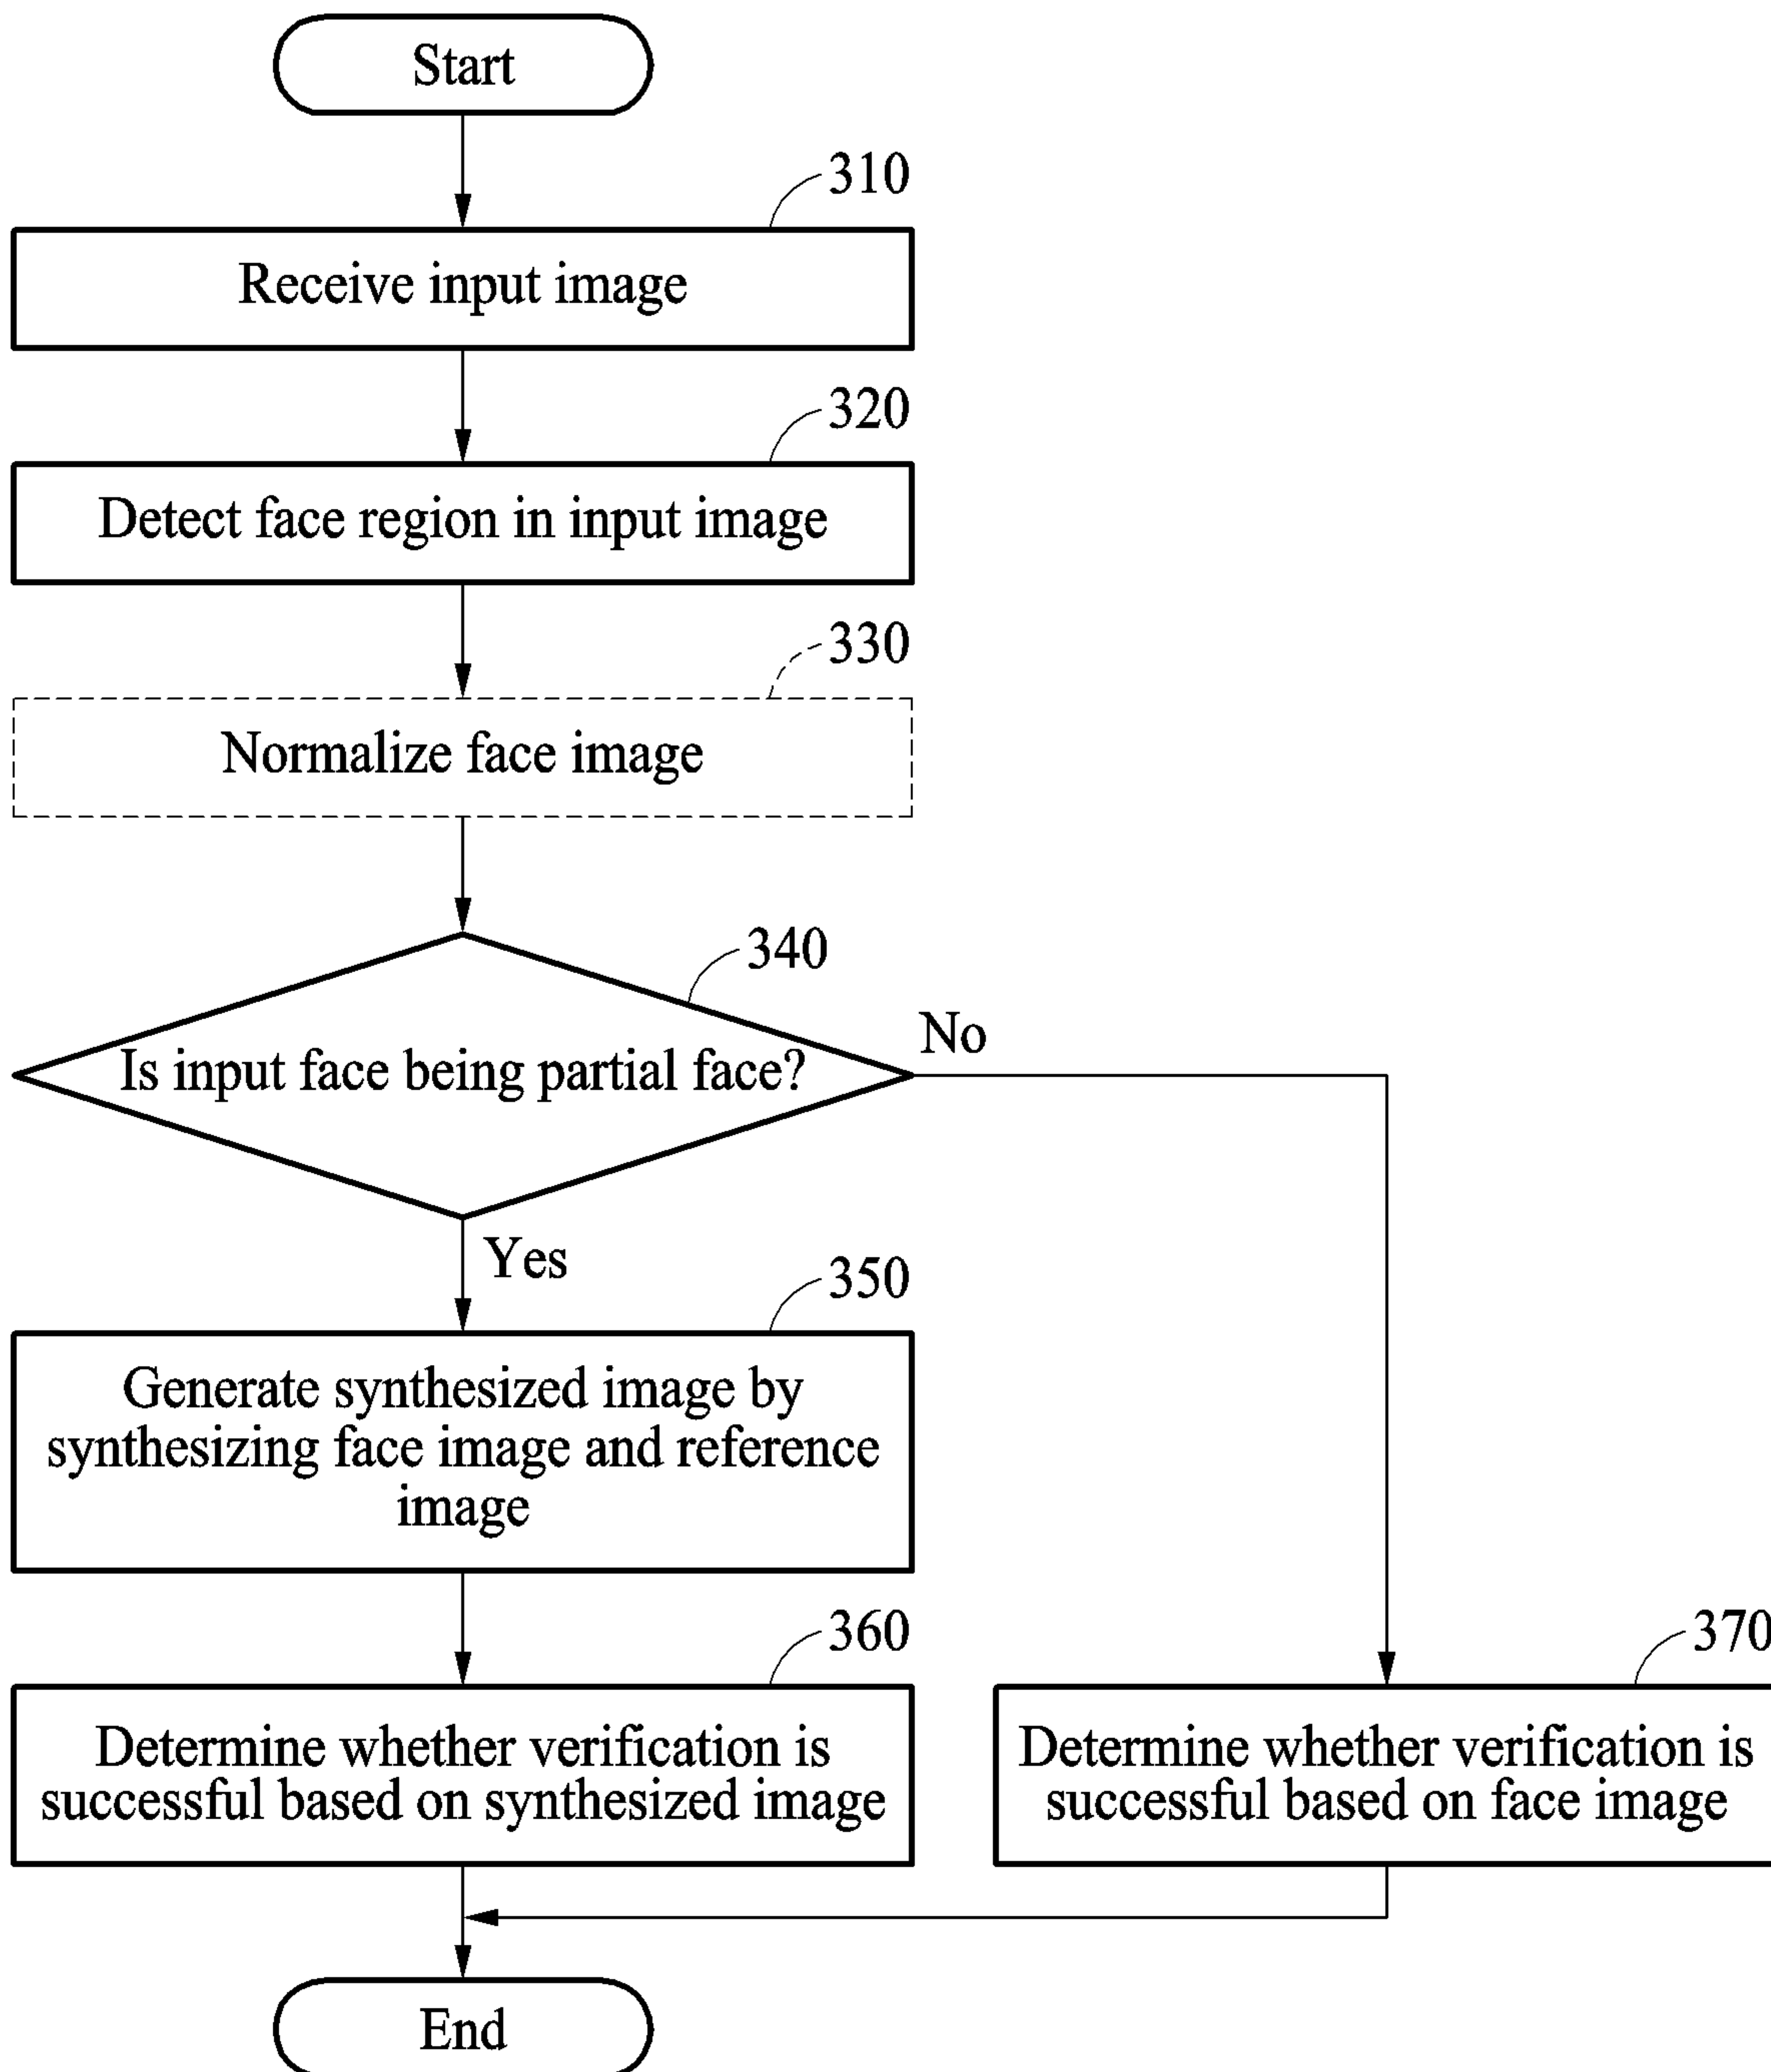 Start
310
Receive input image
320
Detect face region in input image
330
Normalize face image
340
Is input face being partial face?
No
Yes
350
Generate synthesized image by
synthesizing face image and reference
image
360
Determine whether verification is
successful based on synthesized image
370
Determine whether verification is
successful based on face image
End